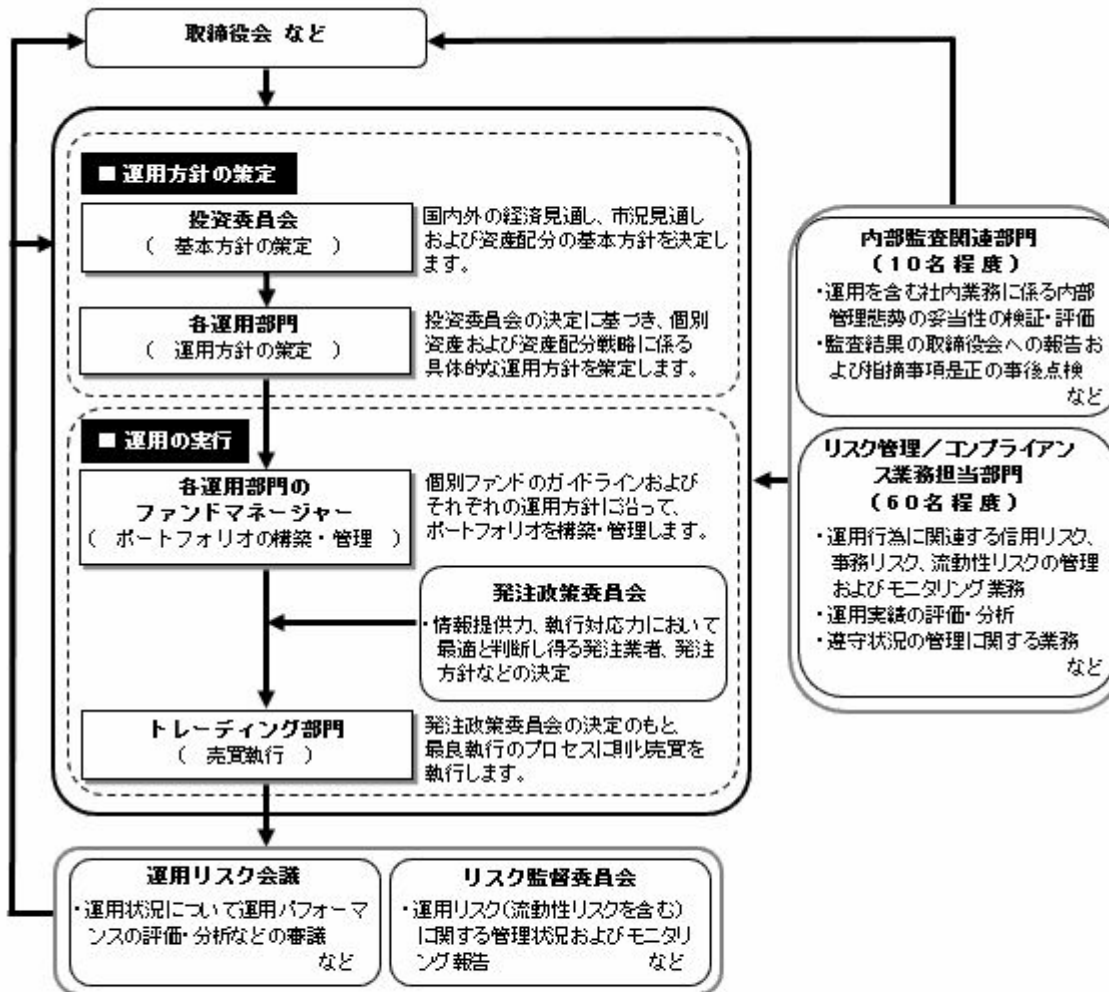 取締役会 など
■ 運用方針の策定
投資委員会
（ 基本方針の策定 ）
国内外の経済見通し、市況見通し
および資産配分の基本方針を決定し
ます。
各運用部門
（ 運用方針の策定 ）
投資委員会の決定に基づき、個別
資産および資産配分戦略に係る
具体的な運用方針を策定します。
■ 運用の実行
各運用部門の
ファンドマネージャー
（ ポートフォリオの構築・管理 ）
個別ファンドのガイドラインおよび
それぞれの運用方針に沿って、
ポートフォリオを構築・管理します。
発注政策委員会
・情報提供力、執行対応力において
最適と判断し得る発注業者、発注
方針などの決定
トレーディング部門
（ 売買執行 ）
発注政策委員会の決定のもと、
最良執行のプロセスに則り売買を
執行します。
内部監査関連部門
（10名程度）
・運用を含む社内業務に係る内部
管理態勢の妥当性の検証・評価
・監査結果の取締役会への報告お
よび指摘事項是正の事後点検
など
リスク管理／コンプライアン
ス業務担当部門
（60名程度）
・運用行為に関連する信用リスク、
事務リスク、流動性リスクの管理
およびモニタリング業務
・運用実績の評価・分析
・遵守状況の管理に関する業務
など
運用リスク会議
・運用状況について運用パフォーマ
ンスの評価・分析などの審議
など
リスク監督委員会
・運用リスク（流動性リスクを含む）
に関する管理状況およびモニタリ
ング報告 など